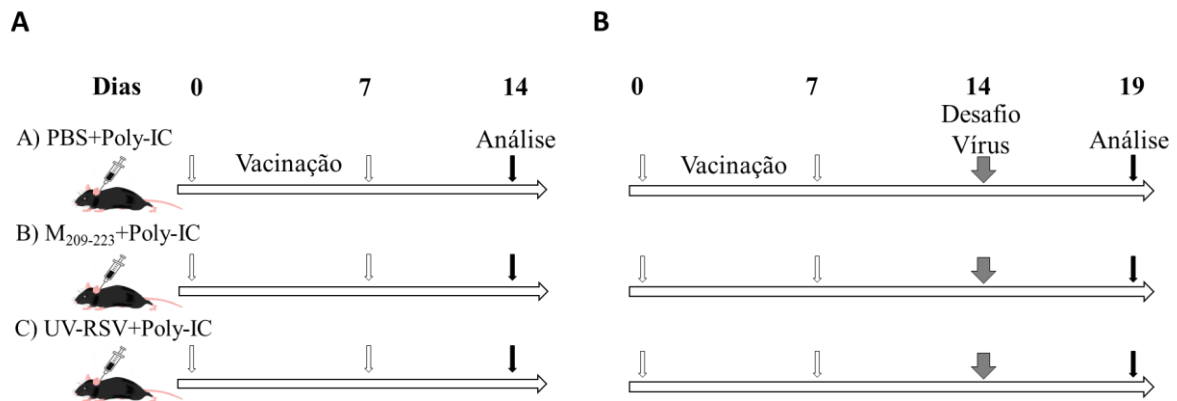 A
Dias 0 7 14
A) PBS+Poly-IC
Vacinação
Análise
B) M209-223+Poly-IC
C) UV-RSV+Poly-IC
B
0 7 14 19
Desafio
Vírus
Vacinação
Análise